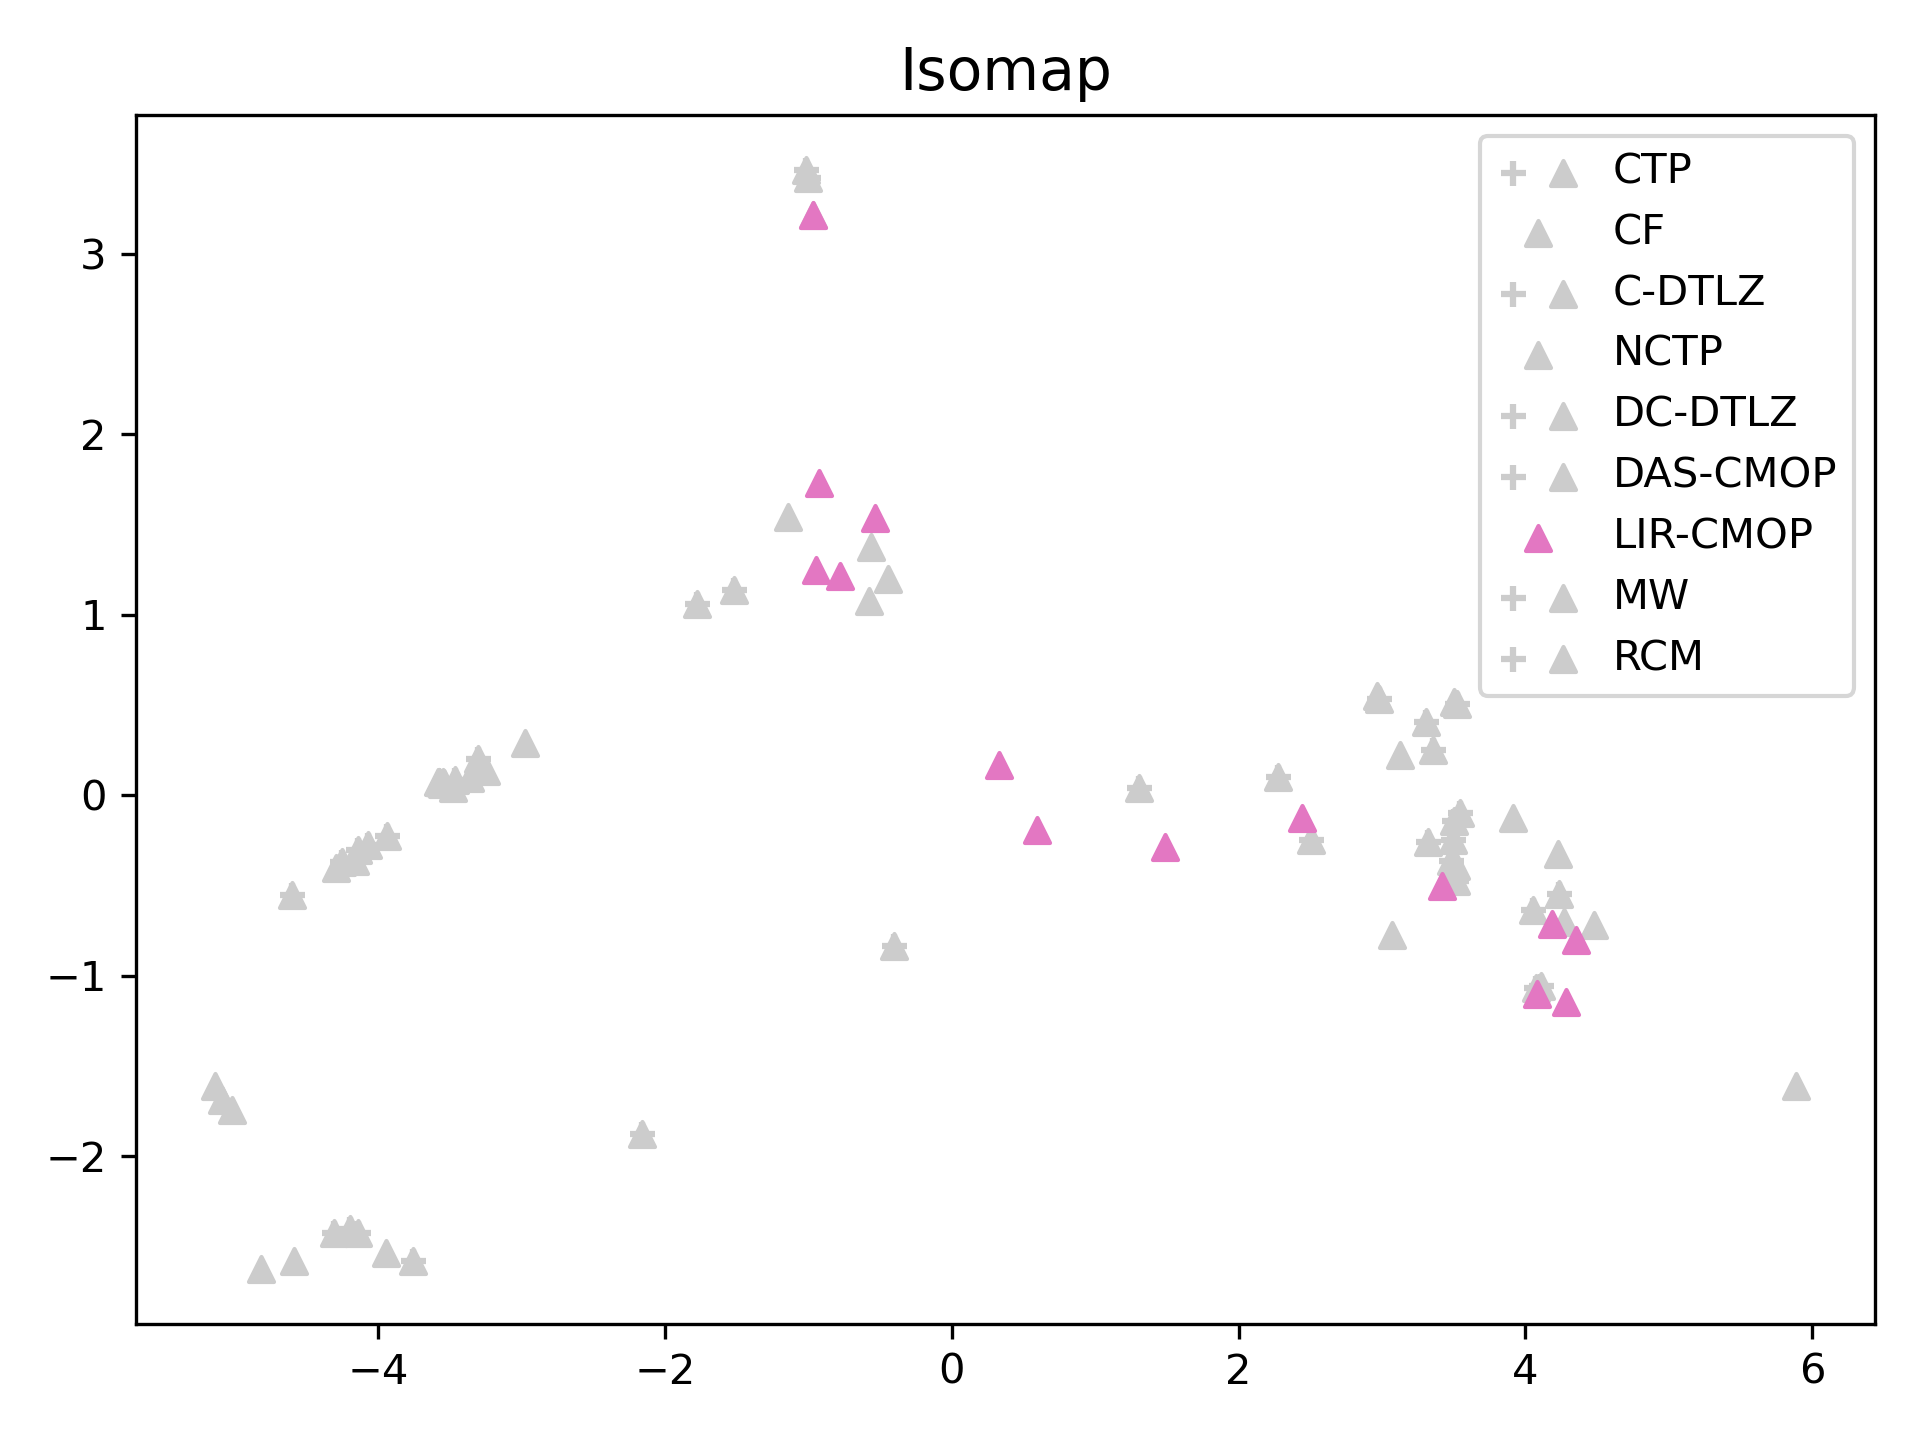 Isomap
CTP
CF
C-DTLZ
NCTP
DC-DTLZ
DAS-CMOP
LIR-CMOP
MW
RCM
3
2
1
0
−1
−2
−4 −2 0 2 4 6